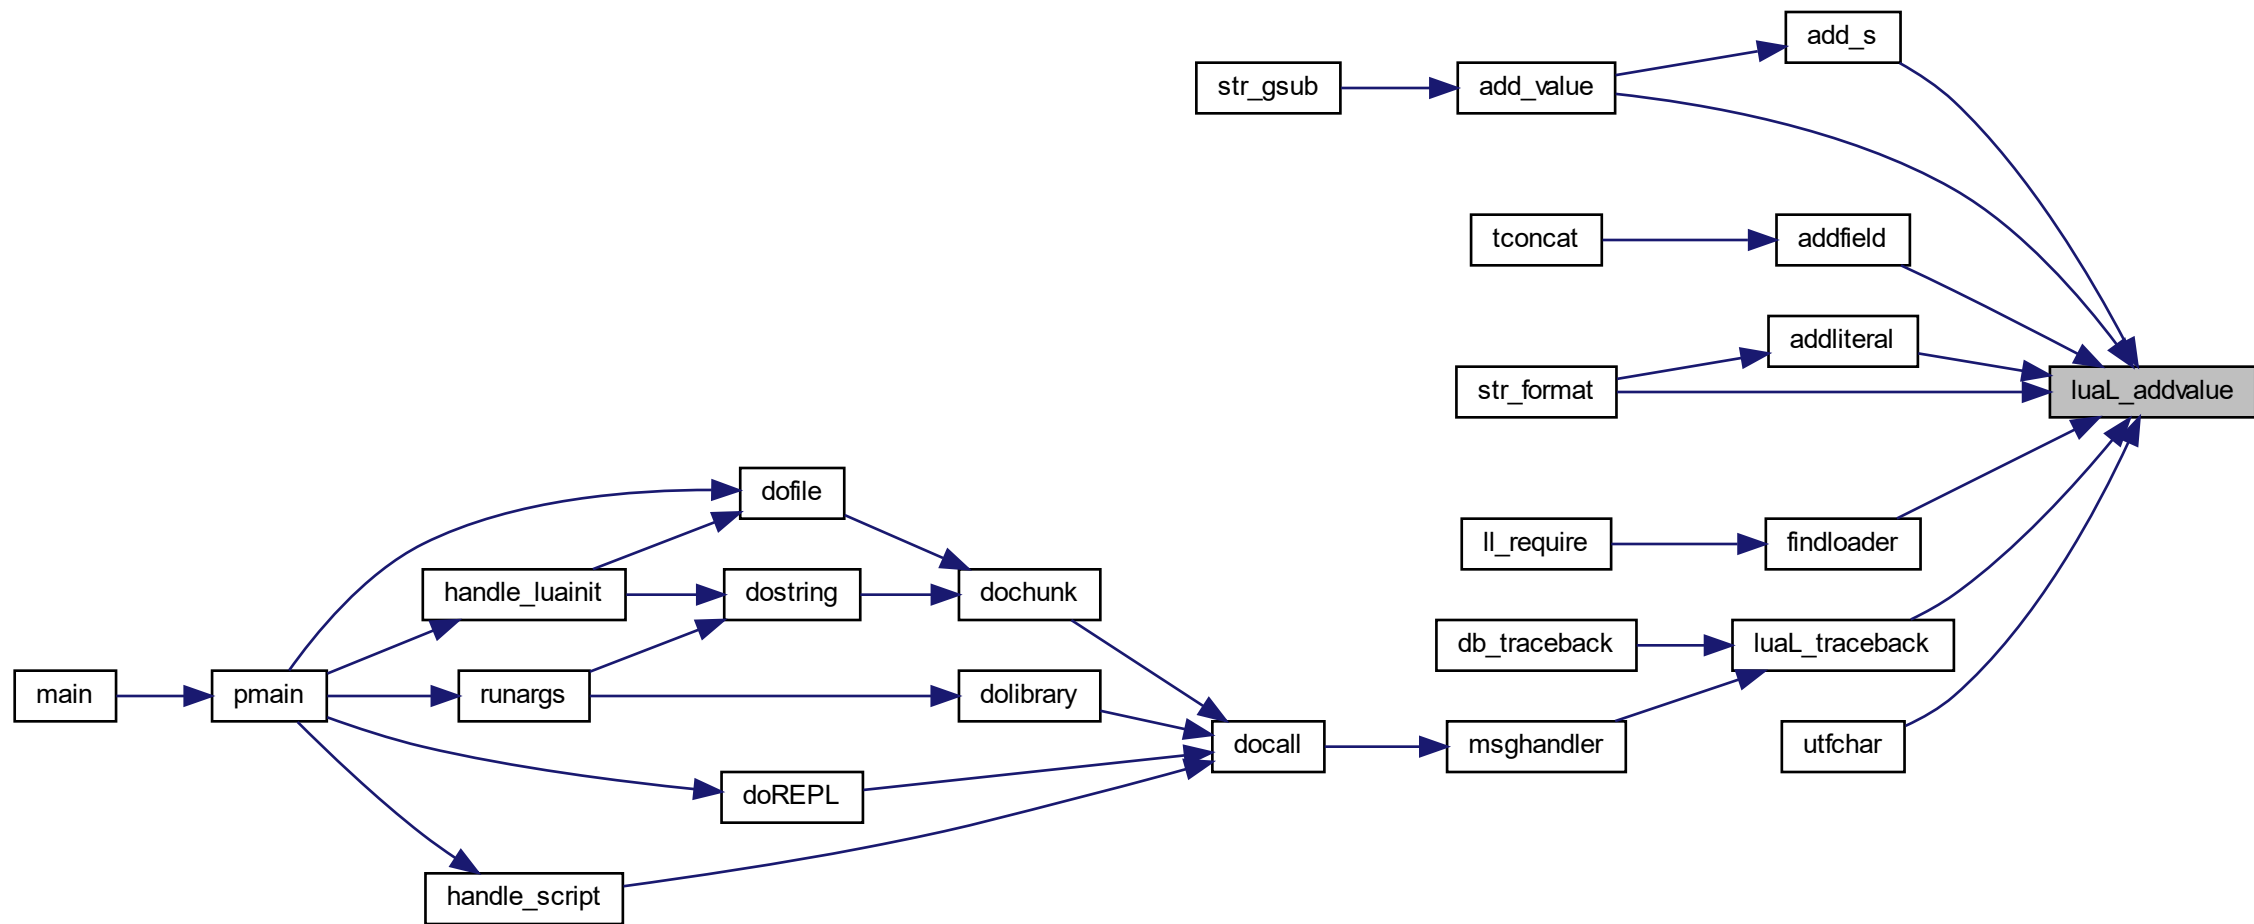 add_s
str_gsub
add_value
tconcat
addfield
addliteral
str_format
luaL_addvalue
dofile
ll_require
findloader
handle_luainit
dostring
dochunk
db_traceback
luaL_traceback
main
pmain
runargs
dolibrary
docall
msghandler
utfchar
doREPL
handle_script